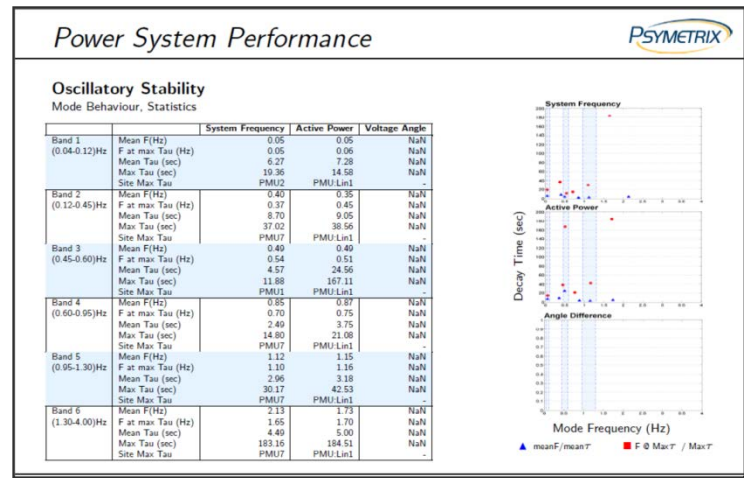 Power System Performance
PSYMETRIX
Oscillatory Stability
Mode Behaviour, Statistics
System Frequency Active Power Voltage Angle
Band 1 Mean F(Hz) 0.05 0.05 NaN
(0.04-0.12)Hz F at max Tau (Hz) 0.05 0.06 NaN
Mean Tau (sec) 6.27 7.28 NaN
Max Tau (sec) 19.36 14.58 NaN
Site Max Tau PMU2 PMU:Lin1 -
Band 2 Mean F(Hz) 0.40 0.35 NaN
(0.12-0.45)Hz F at max Tau (Hz) 0.37 0.45 NaN
Mean Tau (sec) 8.70 9.05 NaN
Max Tau (sec) 37.02 38.56 NaN
Site Max Tau PMU7 PMU:Lin1 -
Band 3 Mean F(Hz) 0.49 0.49 NaN
(0.45-0.60)Hz F at max Tau (Hz) 0.54 0.51 NaN
Mean Tau (sec) 4.57 24.56 NaN
Max Tau (sec) 11.88 167.11 NaN
Site Max Tau PMU1 PMU:Lin1 -
Band 4 Mean F(Hz) 0.85 0.87 NaN
(0.60-0.95)Hz F at max Tau (Hz) 0.70 0.75 NaN
Mean Tau (sec) 2.49 3.75 NaN
Max Tau (sec) 14.80 21.08 NaN
Site Max Tau PMU7 PMU:Lin1 -
Band 5 Mean F(Hz) 1.12 1.15 NaN
(0.95-1.30)Hz F at max Tau (Hz) 1.10 1.16 NaN
Mean Tau (sec) 2.96 3.18 NaN
Max Tau (sec) 30.17 42.53 NaN
Site Max Tau PMU7 PMU:Lin1 -
Band 6 Mean F(Hz) 2.13 1.73 NaN
(1.30-4.00)Hz F at max Tau (Hz) 1.65 1.70 NaN
Mean Tau (sec) 4.49 5.00 NaN
Max Tau (sec) 183.16 184.51 NaN
Site Max Tau PMU7 PMU:Lin1 -
System Frequency
Active Power
Angle Difference
Decay Time (sec)
Mode Frequency (Hz)
meanF/meanτ F @ Maxτ / Maxτ